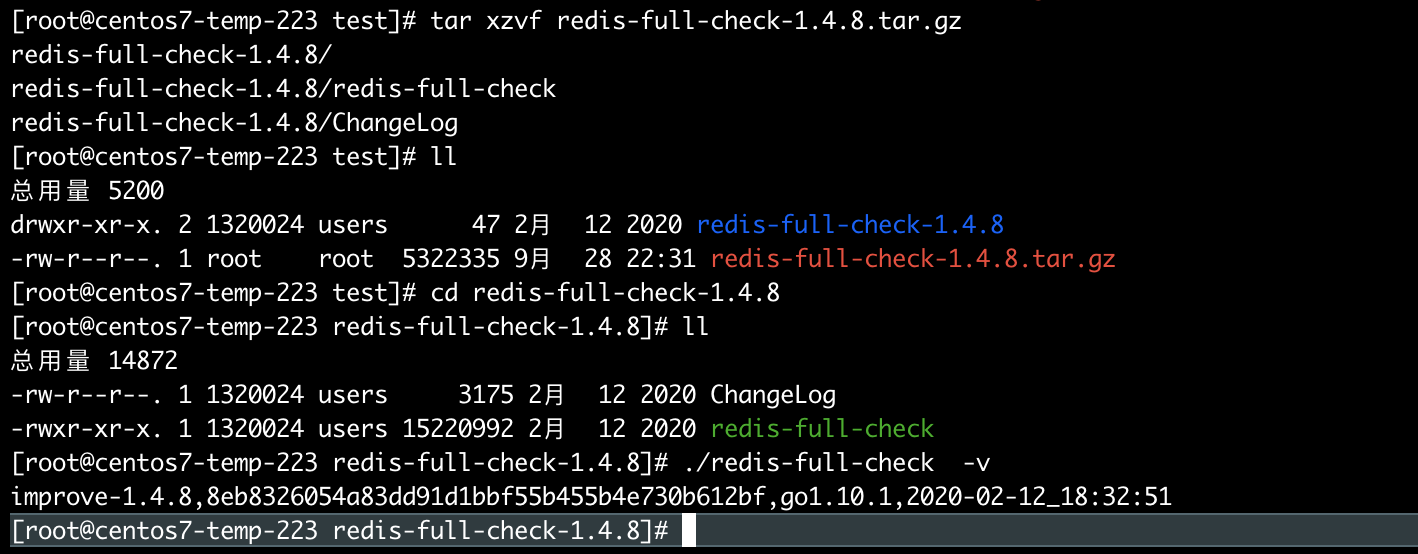 [root@centos7-temp-223 test]# tar xzvf redis-full-check-1.4.8.tar.gz
redis-full-check-1.4.8/
redis-full-check-1.4.8/redis-full-check
redis-full-check-1.4.8/ChangeLog
[root@centos7-temp-223 test]# ll
总用量 5200
drwxr-xr-x. 2 1320024 users      47 2月  12 2020 redis-full-check-1.4.8
-rw-r--r--. 1 root    root  5322335 9月  28 22:31 redis-full-check-1.4.8.tar.gz
[root@centos7-temp-223 test]# cd redis-full-check-1.4.8
[root@centos7-temp-223 redis-full-check-1.4.8]# ll
总用量 14872
-rw-r--r--. 1 1320024 users     3175 2月  12 2020 ChangeLog
-rwxr-xr-x. 1 1320024 users 15220992 2月  12 2020 redis-full-check
[root@centos7-temp-223 redis-full-check-1.4.8]# ./redis-full-check  -v
improve-1.4.8,8eb8326054a83dd91d1bbf55b455b4e730b612bf,go1.10.1,2020-02-12_18:32:51
[root@centos7-temp-223 redis-full-check-1.4.8]#